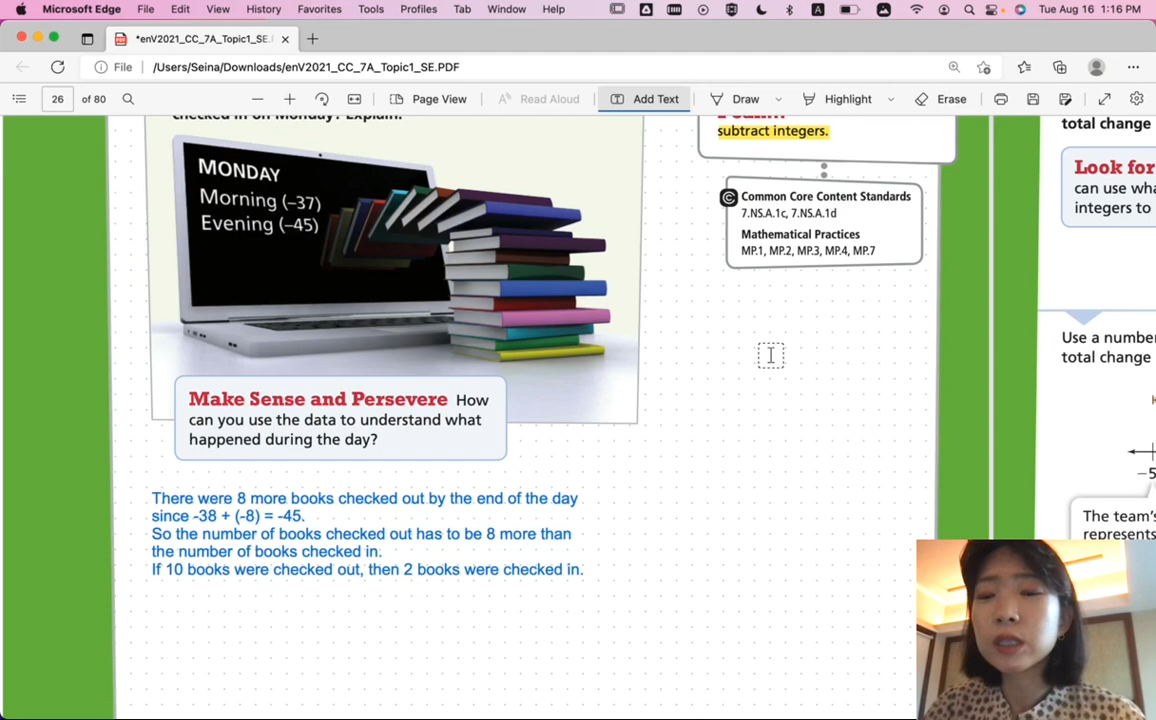 Microsoft Edge File Edit View History Favorites Tools Profiles Tab Window Help A Tue Aug 16 1:16 PM
*enV2021_CC_7A_Topic1_SE.
File /Users/Seina/Downloads/enV2021_CC_7A_Topic1_SE.PDF
26 of 80 Page View Read Aloud Add Text Draw Highlight Erase
checked in on Monday? Explain.
MONDAY
Morning (–37)
Evening (–45)
Make Sense and Persevere How
can you use the data to understand what
happened during the day?
There were 8 more books checked out by the end of the day
since -38 + (-8) = -45.
So the number of books checked out has to be 8 more than
the number of books checked in.
If 10 books were checked out, then 2 books were checked in.
subtract integers.
C Common Core Content Standards
7.NS.A.1c, 7.NS.A.1d
Mathematical Practices
MP.1, MP.2, MP.3, MP.4, MP.7
total change
Look for
can use
integers to
Use a number
total change
–5
The team's
represents